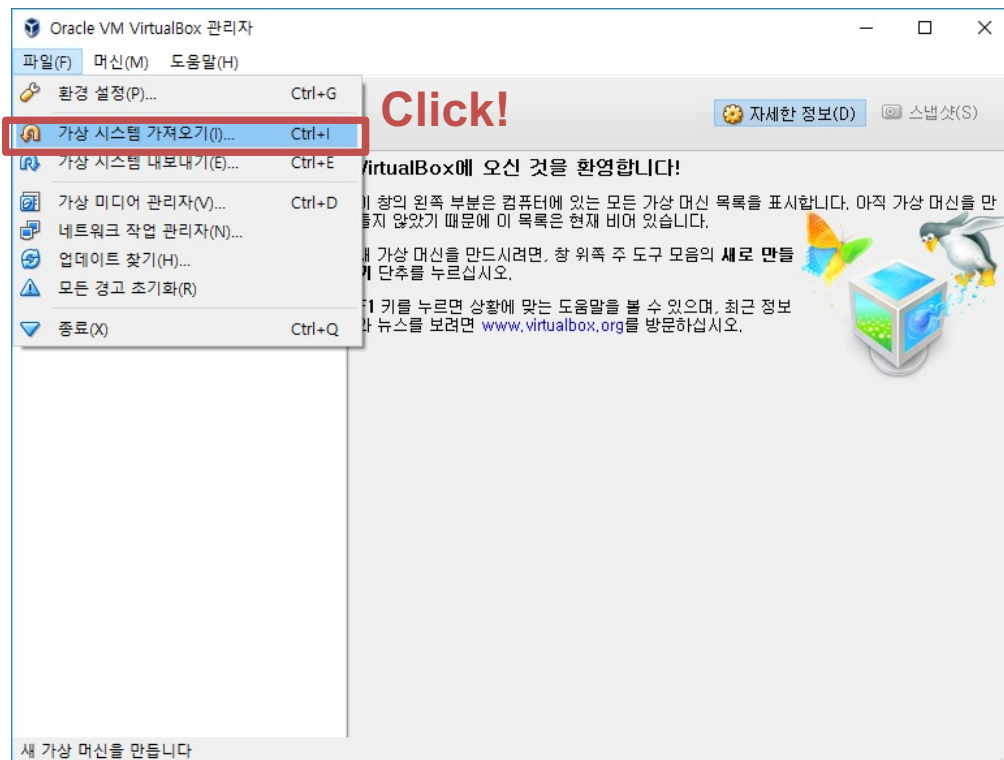 Oracle VM VirtualBox 관리자
파일(F) 머신(M) 도움말(H)
환경 설정(P)... Ctrl+G
Click!
자세한 정보(D) 스냅샷(S)
가상 시스템 가져오기(I)... Ctrl+I
가상 시스템 내보내기(E)... Ctrl+E
VirtualBox에 오신 것을 환영합니다!
가상 미디어 관리자(V)... Ctrl+D
창의 왼쪽 부분은 컴퓨터에 있는 모든 가상 머신 목록을 표시합니다. 아직 가상 머신을 만
들지 않았기 때문에 이 목록은 현재 비어 있습니다.
네트워크 작업 관리자(N)...
가상 머신을 만드시려면, 창 위쪽 주 도구 모음의 새로 만들
기 단추를 누르십시오.
업데이트 찾기(H)...
모든 경고 초기화(R)
F1 키를 누르면 상황에 맞는 도움말을 볼 수 있으며, 최근 정보
와 뉴스를 보려면 www.virtualbox.org를 방문하십시오.
종료(X) Ctrl+Q
새 가상 머신을 만듭니다